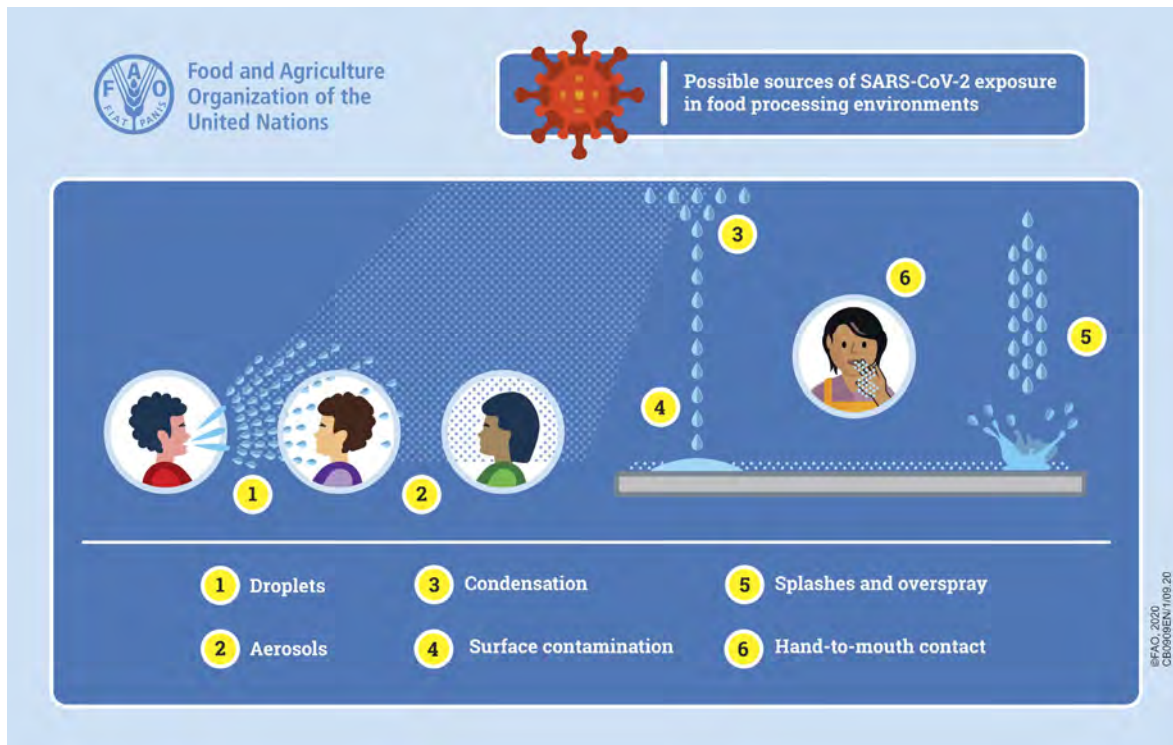 F A O
FIAT PANIS
Food and Agriculture
Organization of the
United Nations
Possible sources of SARS-CoV-2 exposure
in food processing environments
3
6
5
4
1
2
1 Droplets
3 Condensation
5 Splashes and overspray
2 Aerosols
4 Surface contamination
6 Hand-to-mouth contact
©FAO, 2020
CB0909EN/1/09.20